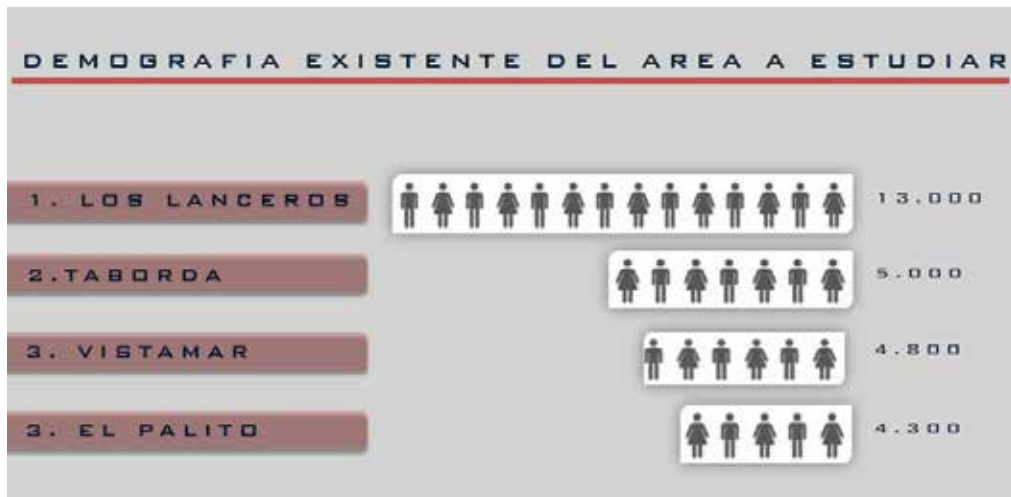 DEMOGRAFIA EXISTENTE DEL AREA A ESTUDIAR
1. LOS LANCEROS 13.000
2.TABORDA 5.000
3. VISTAMAR 4.800
3. EL PALITO 4.300